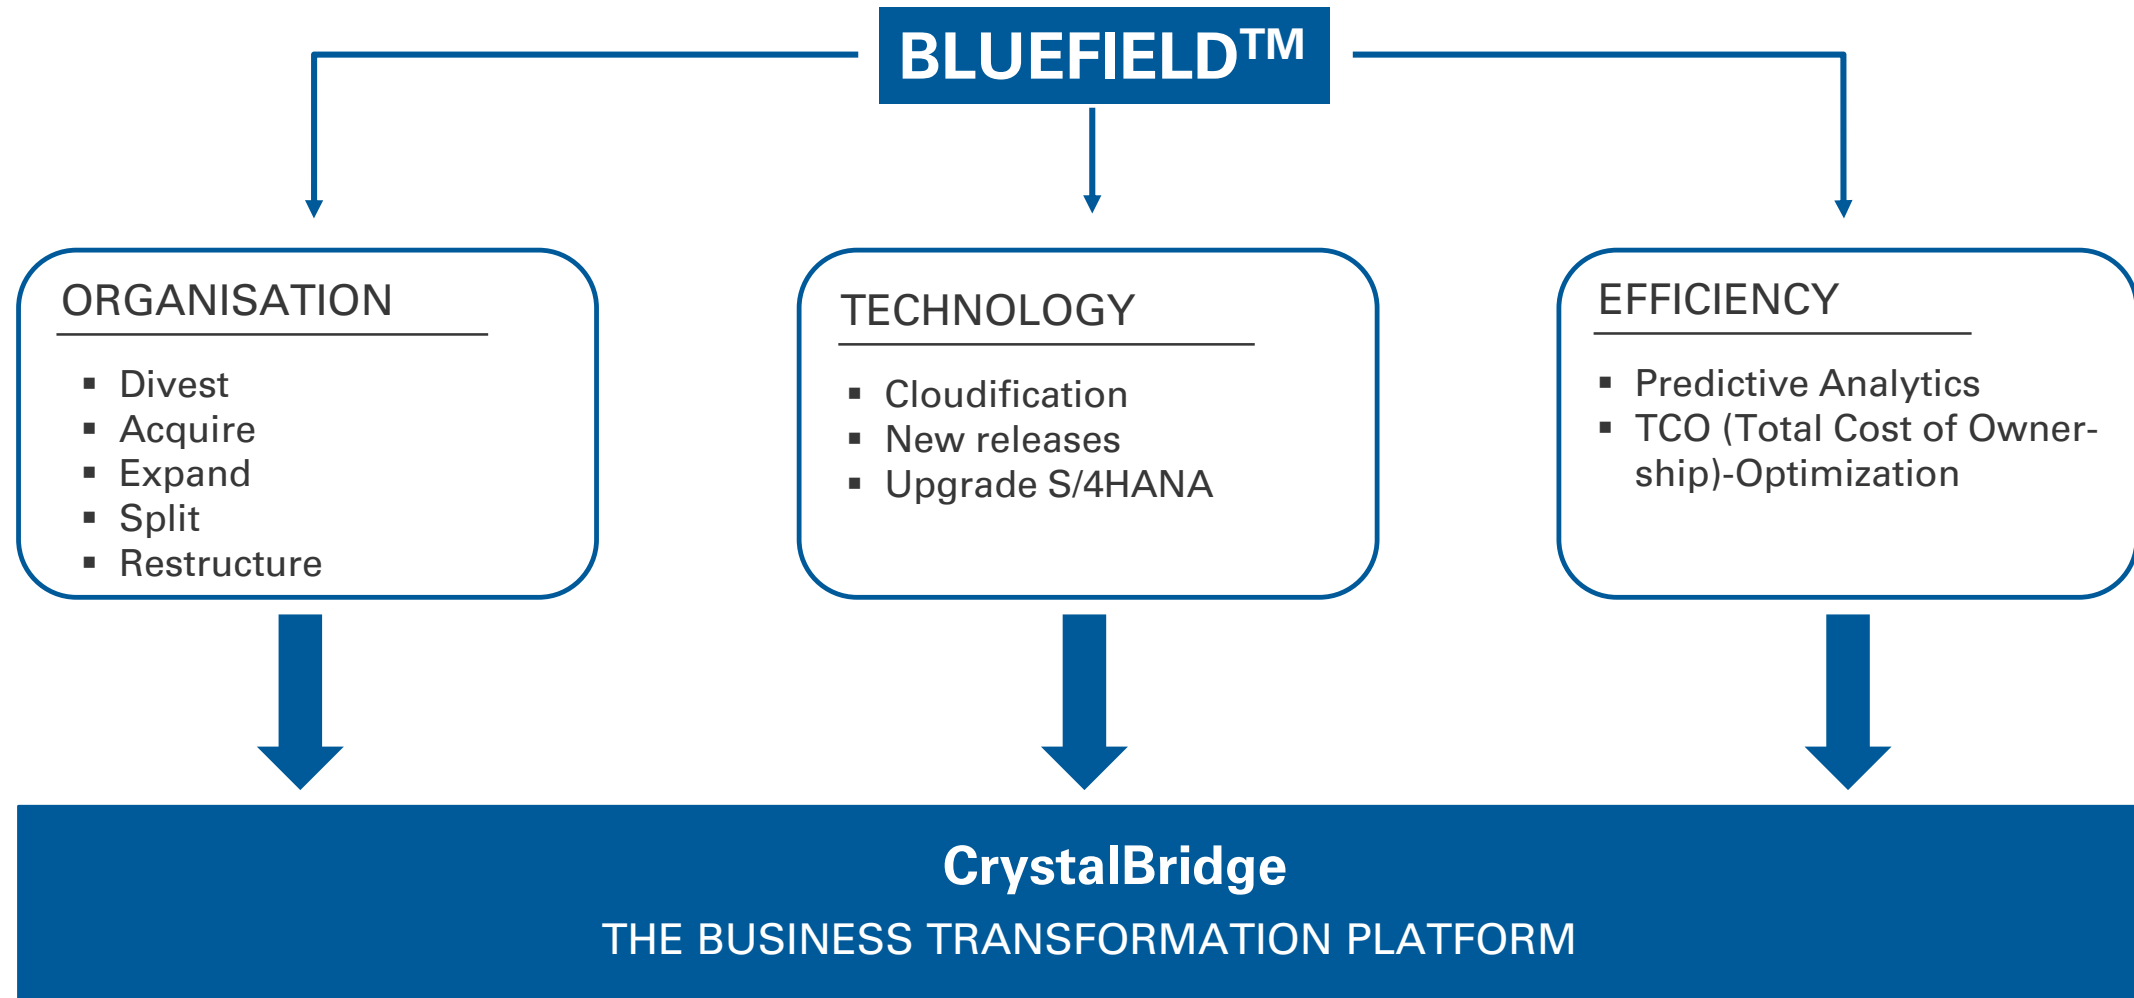 BLUEFIELD™
ORGANISATION
▪ Divest
▪ Acquire
▪ Expand
▪ Split
▪ Restructure
TECHNOLOGY
▪ Cloudification
▪ New releases
▪ Upgrade S/4HANA
EFFICIENCY
▪ Predictive Analytics
▪ TCO (Total Cost of Owner-
ship)-Optimization
CrystalBridge
THE BUSINESS TRANSFORMATION PLATFORM